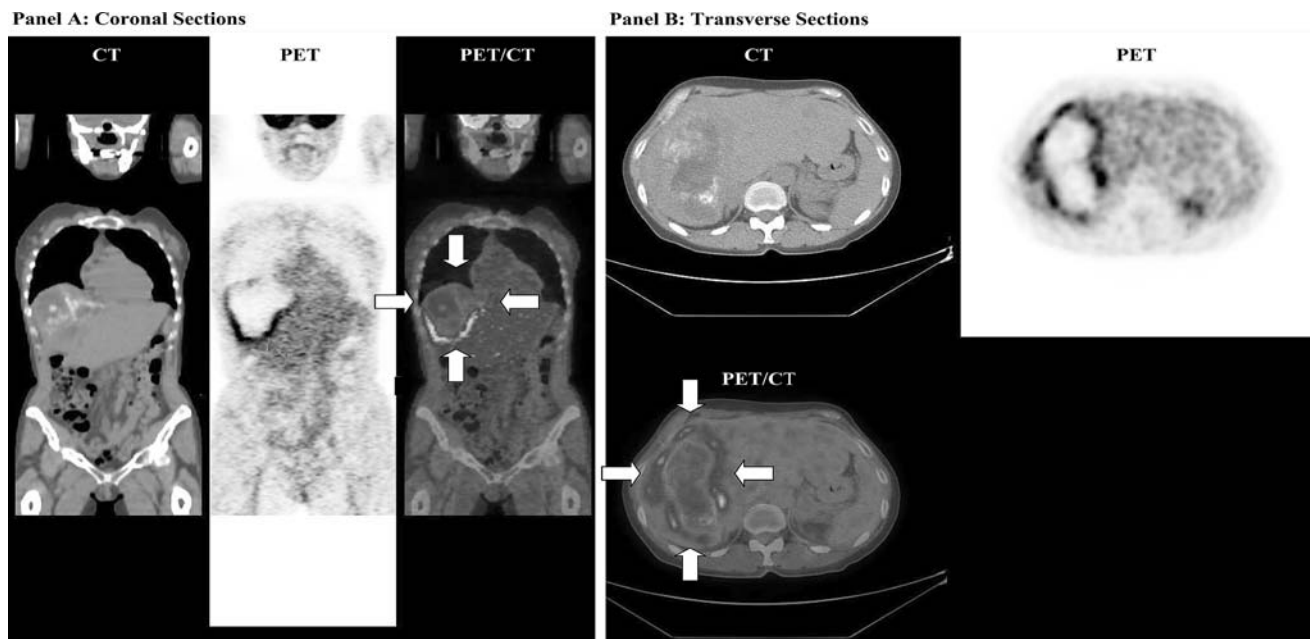 Panel A: Coronal Sections
CT
PET
PET/CT
Panel B: Transverse Sections
CT
PET
PET/CT